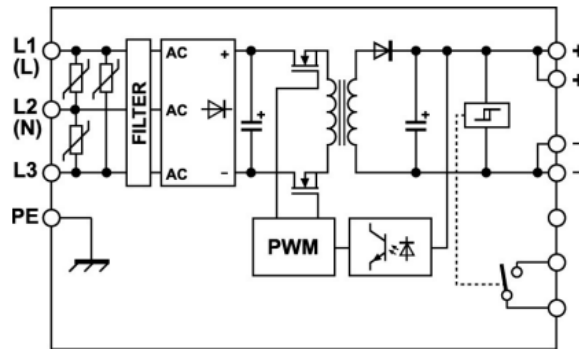 L1
(L)
L2
(N)
L3
PE
FILTER
AC
AC
AC
+
−
+
PWM
+
+
+
−
−